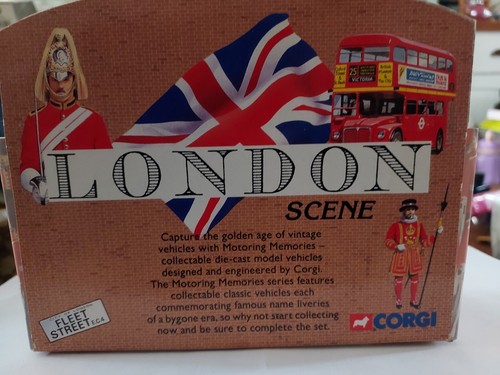 LONDON
SCENE
Capture the golden age of vintage
vehicles with Motoring Memories –
collectable die-cast model vehicles
designed and engineered by Corgi.
The Motoring Memories series features
collectable classic vehicles each
commemorating famous name liveries
of a bygone era, so why not start collecting
now and be sure to complete the set.
FLEET
STREET E.C.4
CORGI
75
VICTORIA